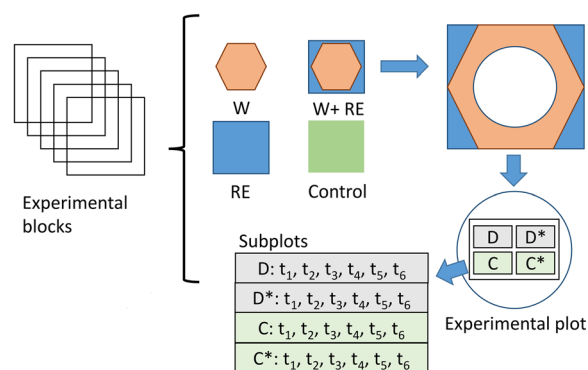 W
W+ RE
RE
Control
Experimental
blocks
D D*
C C*
Experimental plot
Subplots
D: t₁, t₂, t₃, t₄, t₅, t₆
D*: t₁, t₂, t₃, t₄, t₅, t₆
C: t₁, t₂, t₃, t₄, t₅, t₆
C*: t₁, t₂, t₃, t₄, t₅, t₆